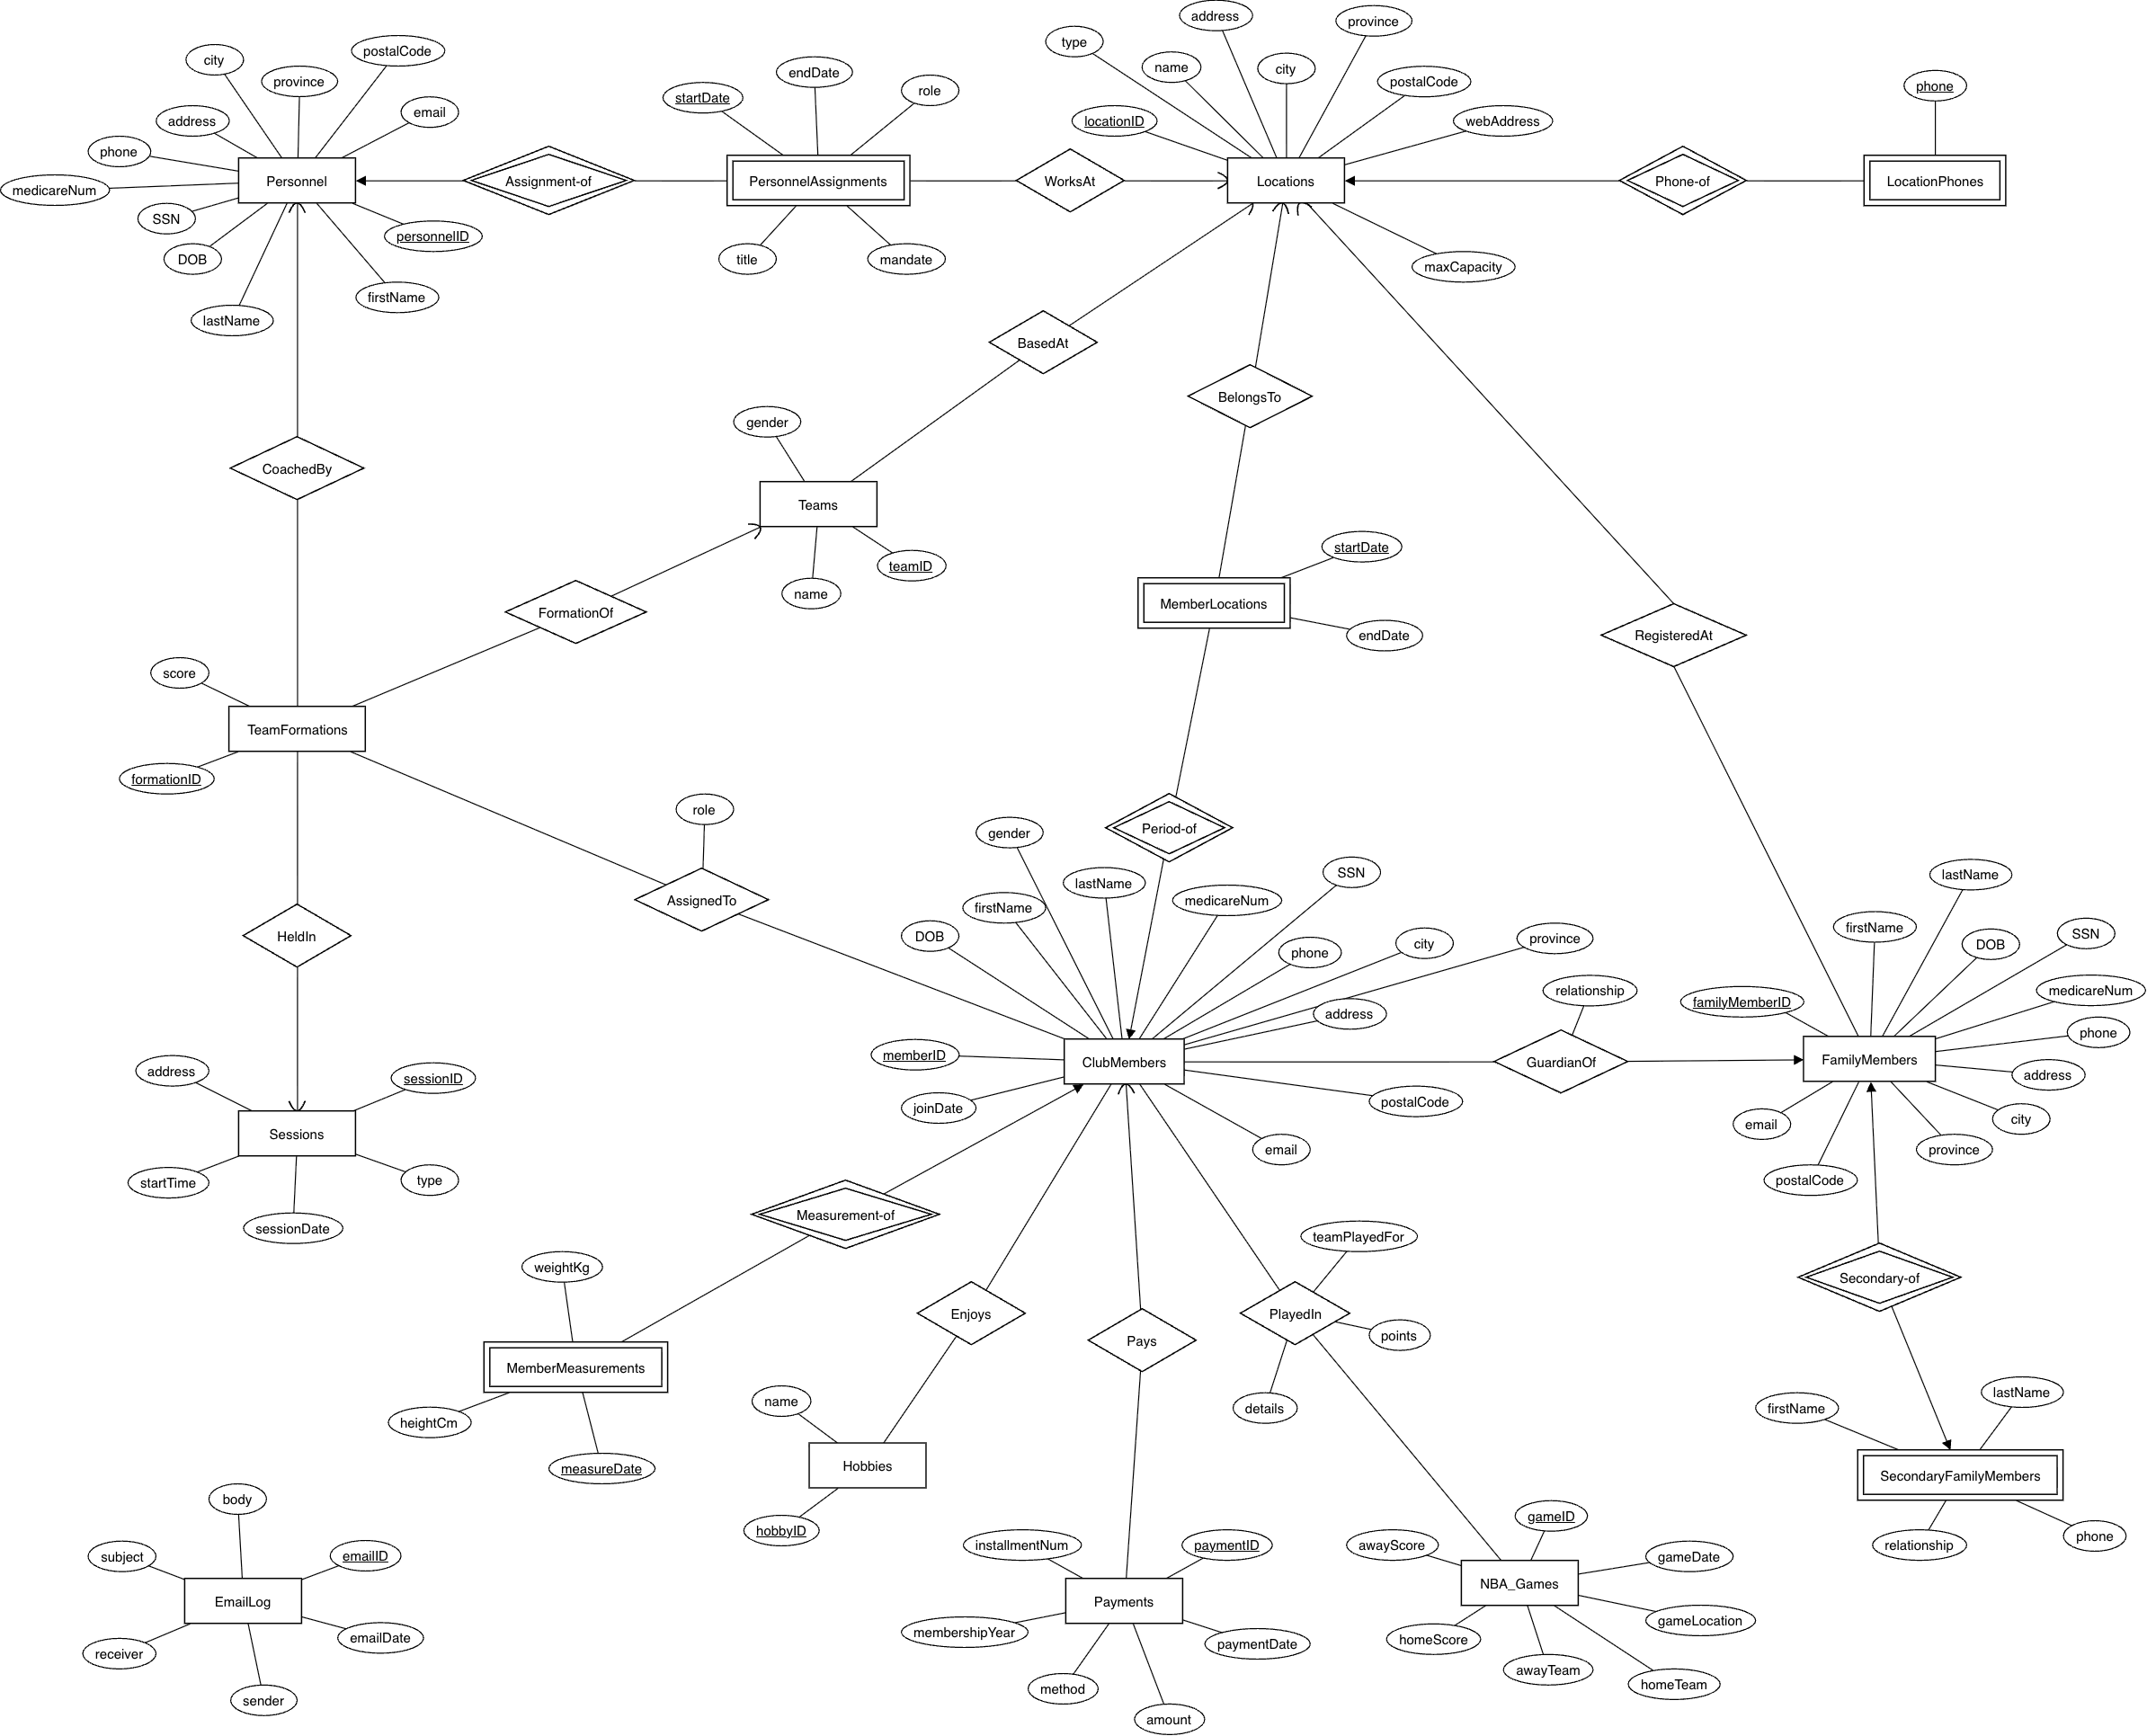 address
province
type
city
postalCode
endDate
name
city
province
postalCode
phone
role
startDate
email
address
locationID
webAddress
phone
Personnel
Assignment-of
PersonnelAssignments
WorksAt
Locations
Phone-of
LocationPhones
medicareNum
SSN
personnelID
DOB
title
mandate
maxCapacity
firstName
lastName
BasedAt
BelongsTo
gender
CoachedBy
Teams
startDate
teamID
name
MemberLocations
FormationOf
endDate
RegisteredAt
score
TeamFormations
formationID
role
gender
Period-of
lastName
SSN
lastName
AssignedTo
medicareNum
firstName
firstName
HeldIn
DOB
city
province
SSN
DOB
phone
relationship
medicareNum
familyMemberID
address
phone
memberID
ClubMembers
GuardianOf
FamilyMembers
address
sessionID
address
joinDate
postalCode
city
email
Sessions
email
province
startTime
type
postalCode
Measurement-of
sessionDate
teamPlayedFor
weightKg
Secondary-of
Enjoys
PlayedIn
Pays
points
MemberMeasurements
name
details
lastName
firstName
heightCm
Hobbies
measureDate
SecondaryFamilyMembers
body
hobbyID
gameID
phone
installmentNum
paymentID
awayScore
relationship
subject
emailID
gameDate
NBA_Games
EmailLog
Payments
gameLocation
membershipYear
emailDate
homeScore
paymentDate
receiver
awayTeam
homeTeam
method
sender
amount